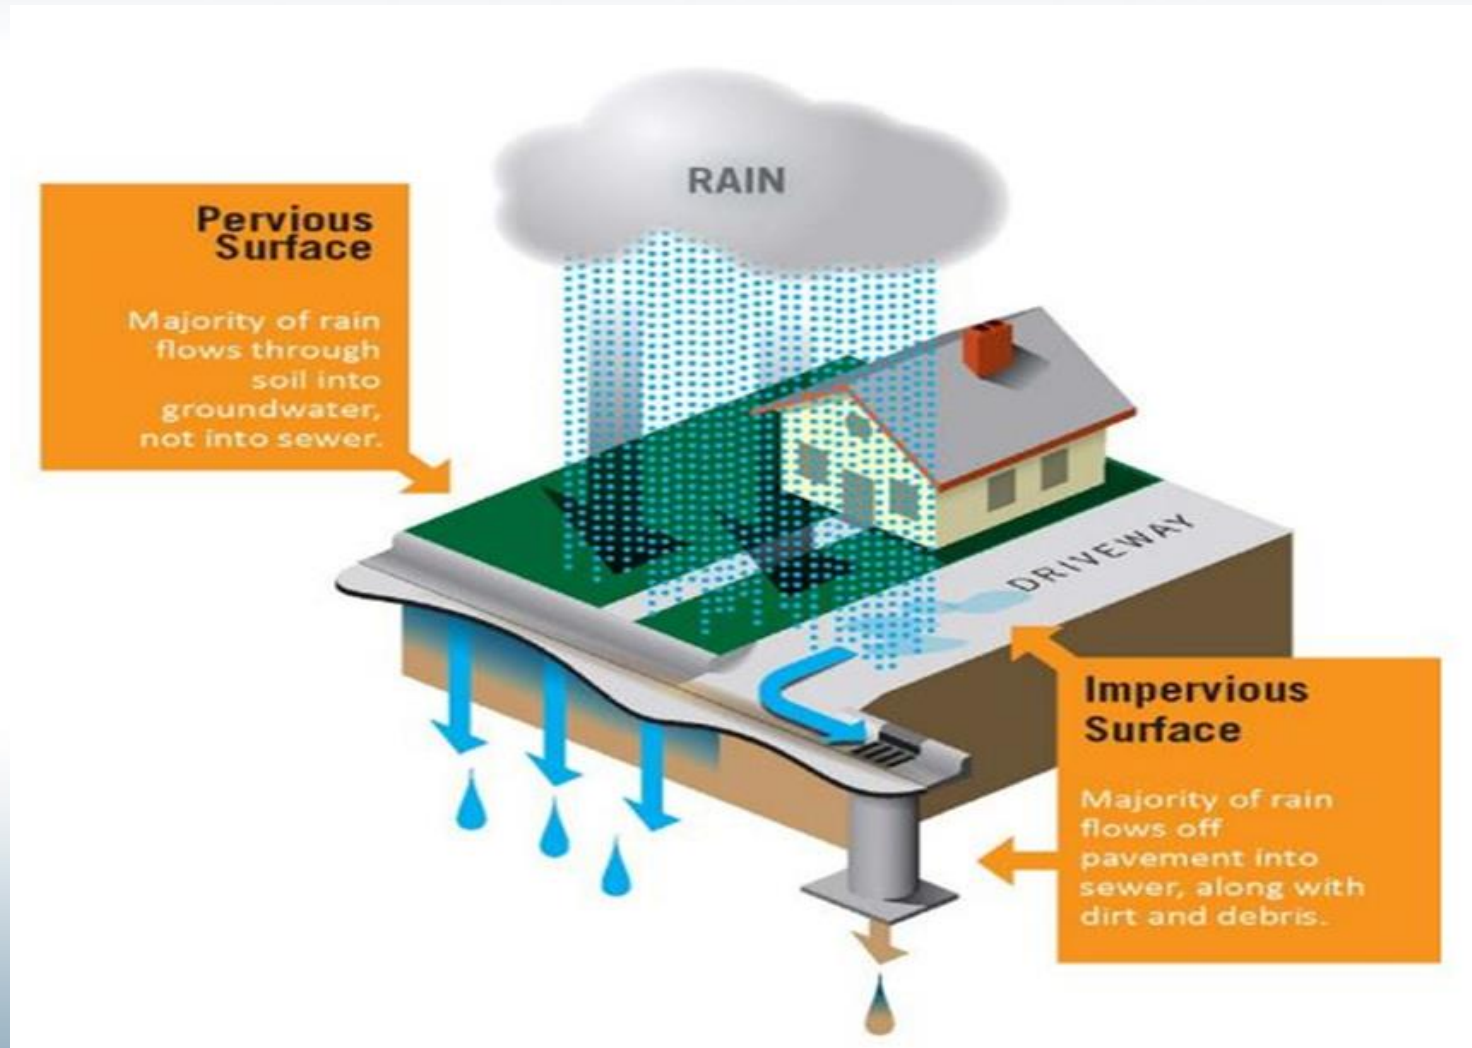 RAIN
Pervious
Surface
Majority of rain
flows through
soil into
groundwater,
not into sewer.
DRIVEWAY
Impervious
Surface
Majority of rain
flows off
pavement into
sewer, along with
dirt and debris.